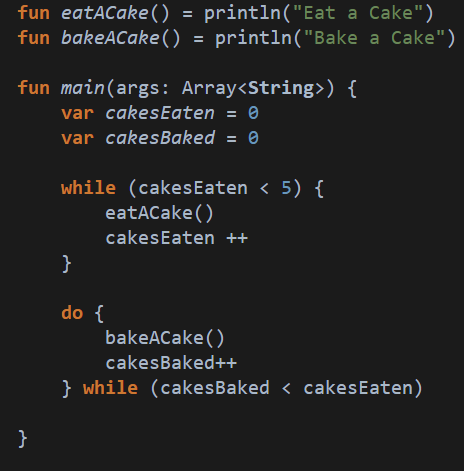 fun eatACake() = println("Eat a Cake")
fun bakeACake() = println("Bake a Cake")
fun main(args: Array<String>) {
var cakesEaten = 0
var cakesBaked = 0
while (cakesEaten < 5) {
eatACake()
cakesEaten ++
}
do {
bakeACake()
cakesBaked++
} while (cakesBaked < cakesEaten)
}